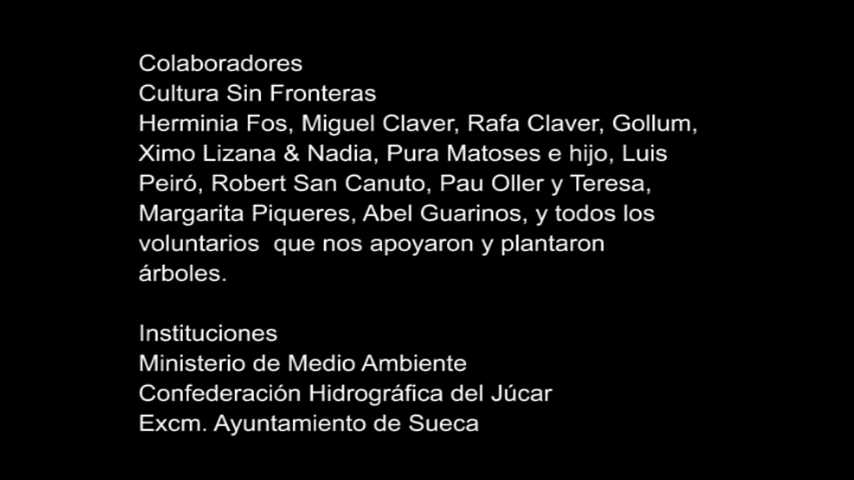 Colaboradores
Cultura Sin Fronteras
Herminia Fos, Miguel Claver, Rafa Claver, Gollum,
Ximo Lizana & Nadia, Pura Matoses e hijo, Luis
Peiró, Robert San Canuto, Pau Oller y Teresa,
Margarita Piqueres, Abel Guarinos, y todos los
voluntarios  que nos apoyaron y plantaron
árboles.

Instituciones
Ministerio de Medio Ambiente
Confederación Hidrográfica del Júcar
Excm. Ayuntamiento de Sueca